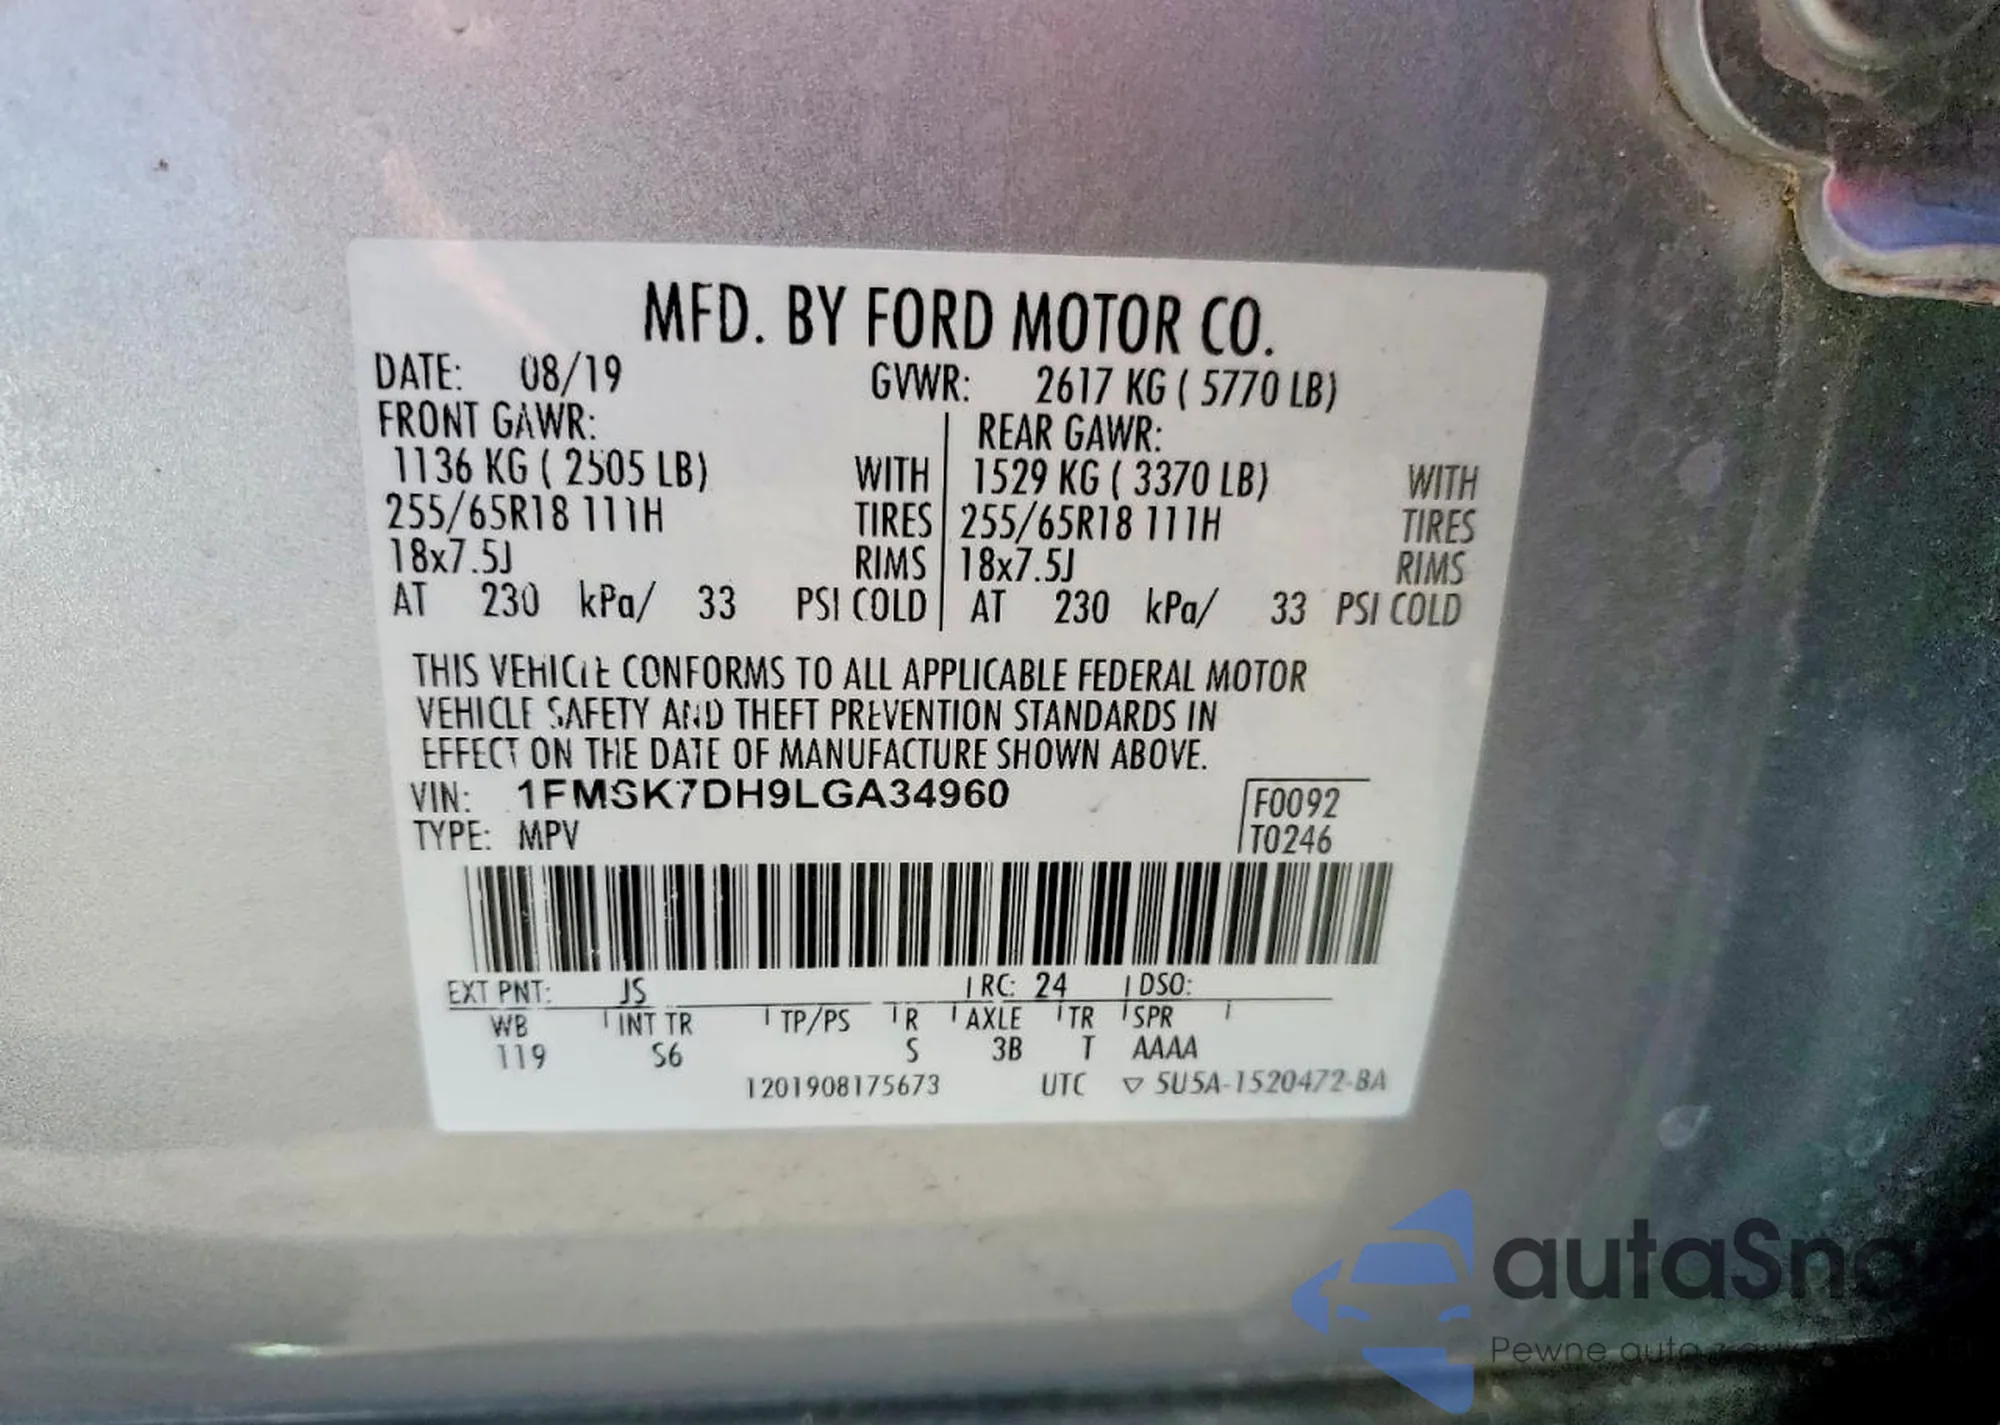 MFD. BY FORD MOTOR CO.
DATE: 08/19 GVWR: 2617 KG ( 5770 LB)
FRONT GAWR: REAR GAWR:
1136 KG ( 2505 LB) WITH 1529 KG ( 3370 LB) WITH
255/65R18 111H TIRES 255/65R18 111H TIRES
18x7.5J RIMS 18x7.5J RIMS
AT 230 kPa/ 33 PSI COLD AT 230 kPa/ 33 PSI COLD
THIS VEHICLE CONFORMS TO ALL APPLICABLE FEDERAL MOTOR
VEHICLE SAFETY AND THEFT PREVENTION STANDARDS IN
EFFECT ON THE DATE OF MANUFACTURE SHOWN ABOVE.
VIN: 1FMSK7DH9LGA34960 F0092
TYPE: MPV T0246
EXT PNT: JS RC: 24 DSO:
WB INT TR TP/PS R AXLE TR SPR
119 S6 S 3B T AAAA
1201908175673 UTC ▽ 5U5A-1520472-BA
autaSna
Pewne auto z